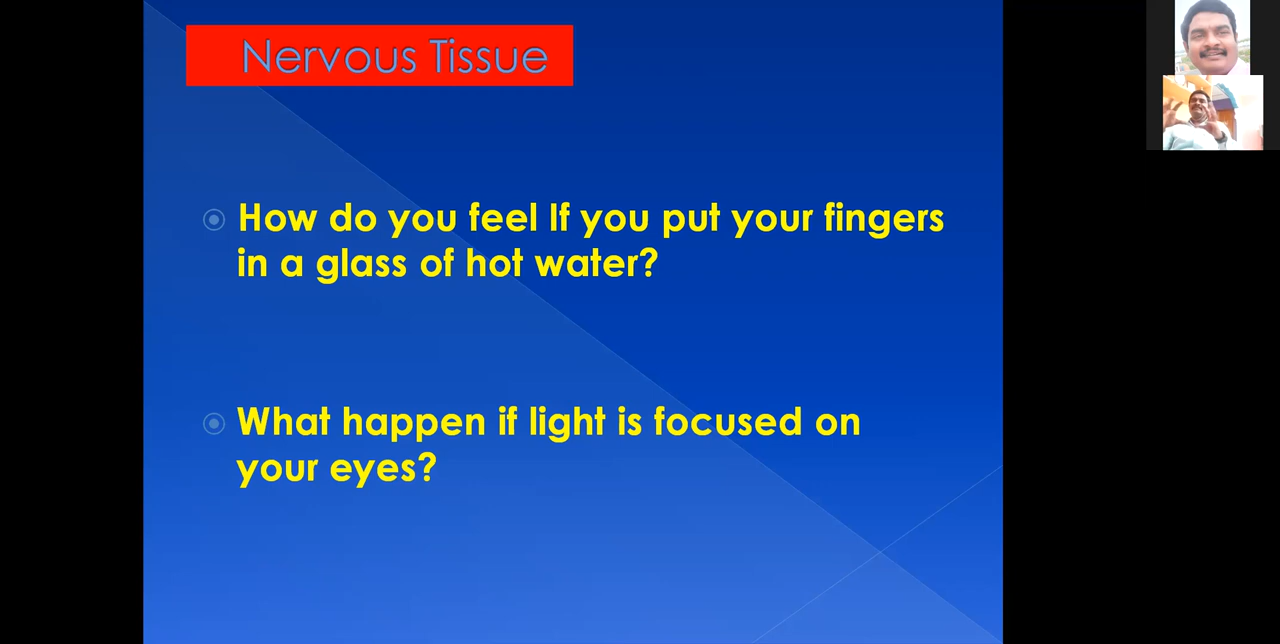 Nervous Tissue
How do you feel If you put your fingers
in a glass of hot water?
What happen if light is focused on
your eyes?